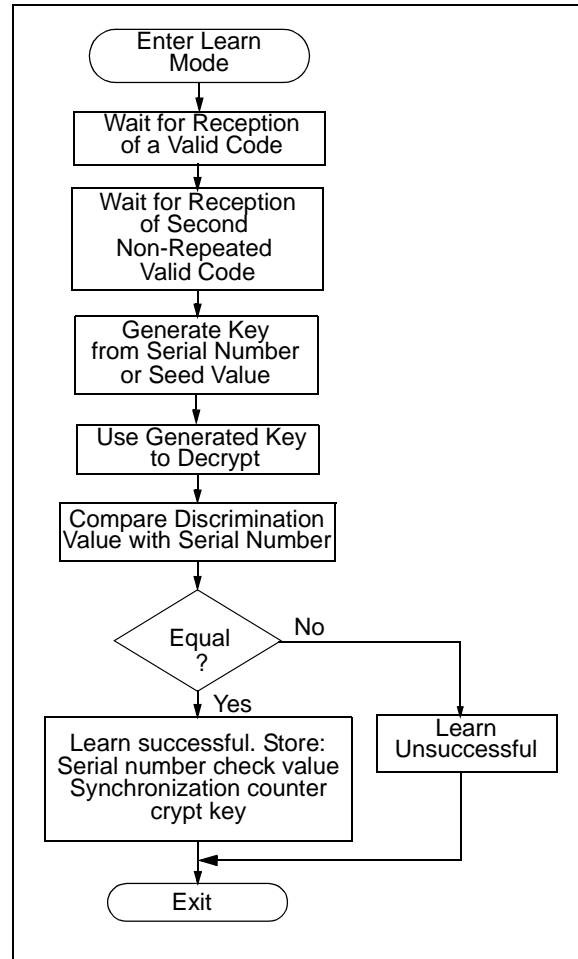 Enter Learn
Mode
Wait for Reception
of a Valid Code
Wait for Reception
of Second
Non-Repeated
Valid Code
Generate Key
from Serial Number
or Seed Value
Use Generated Key
to Decrypt
Compare Discrimination
Value with Serial Number
Equal
?
No
Yes
Learn successful. Store:
Serial number check value
Synchronization counter
crypt key
Learn
Unsuccessful
Exit